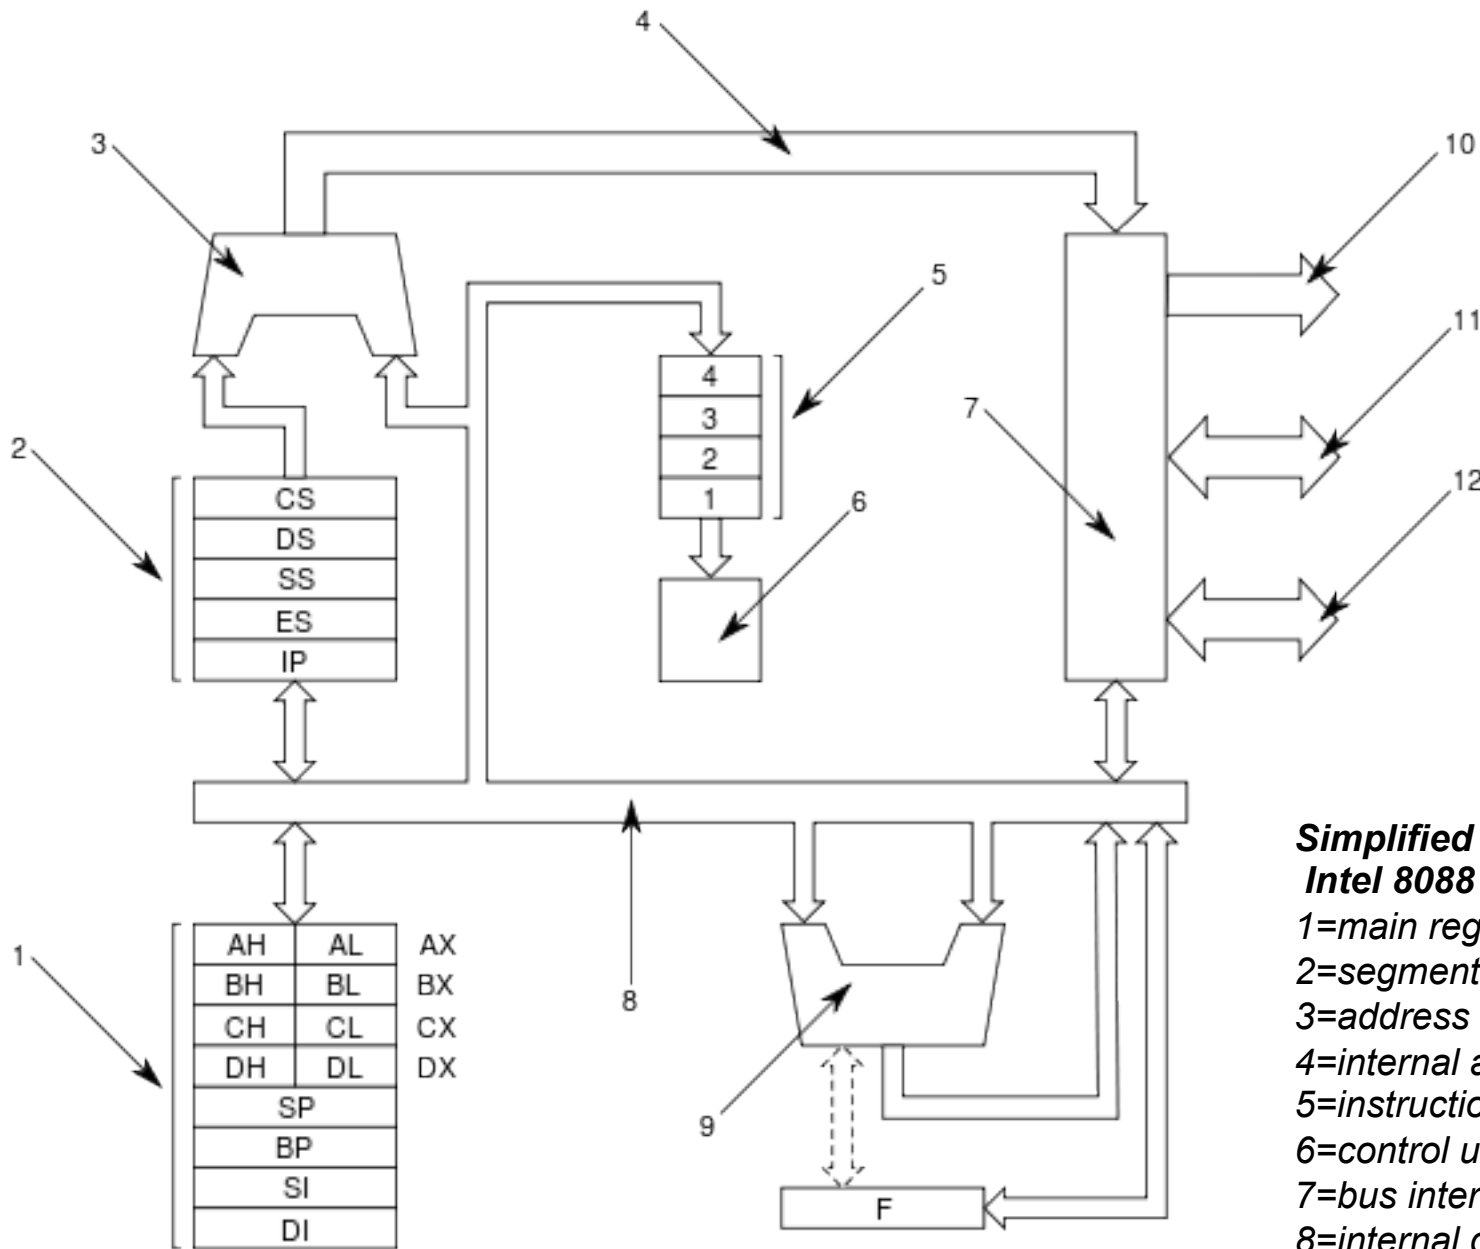 4
3
10
5
11
4
3
7
2
2
12
1
6
CS
DS
SS
ES
IP
Simplified
Intel 8088
1=main reg
AH AL AX
1
2=segment
BH BL BX
8
3=address
CH CL CX
4=internal a
DH DL DX
5=instructio
SP
9
6=control u
BP
7=bus inter
SI
F
8=internal
DI